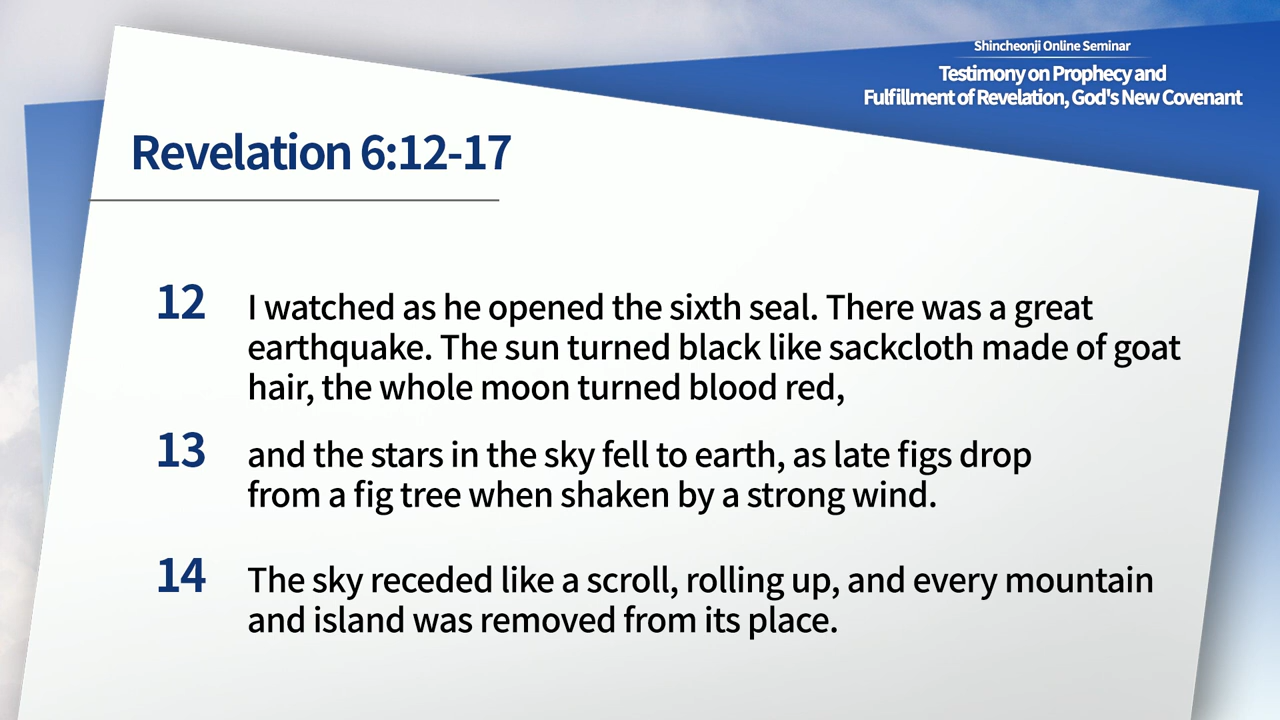 Shincheonji Online Seminar
Testimony on Prophecy and
Fulfillment of Revelation, God's New Covenant
Revelation 6:12-17
12 I watched as he opened the sixth seal. There was a great
earthquake. The sun turned black like sackcloth made of goat
hair, the whole moon turned blood red,
13 and the stars in the sky fell to earth, as late figs drop
from a fig tree when shaken by a strong wind.
14 The sky receded like a scroll, rolling up, and every mountain
and island was removed from its place.